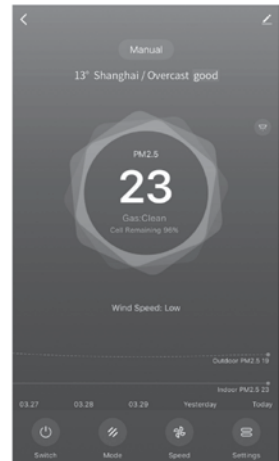 Manual
13° Shanghai / Overcast good
PM2.5
23
Gas:Clean
Cell Remaining 96%
Wind Speed: Low
Outdoor PM2.5 19
Indoor PM2.5 23
03.27 03.28 03.29 Yesterday Today
Switch Mode Speed Settings